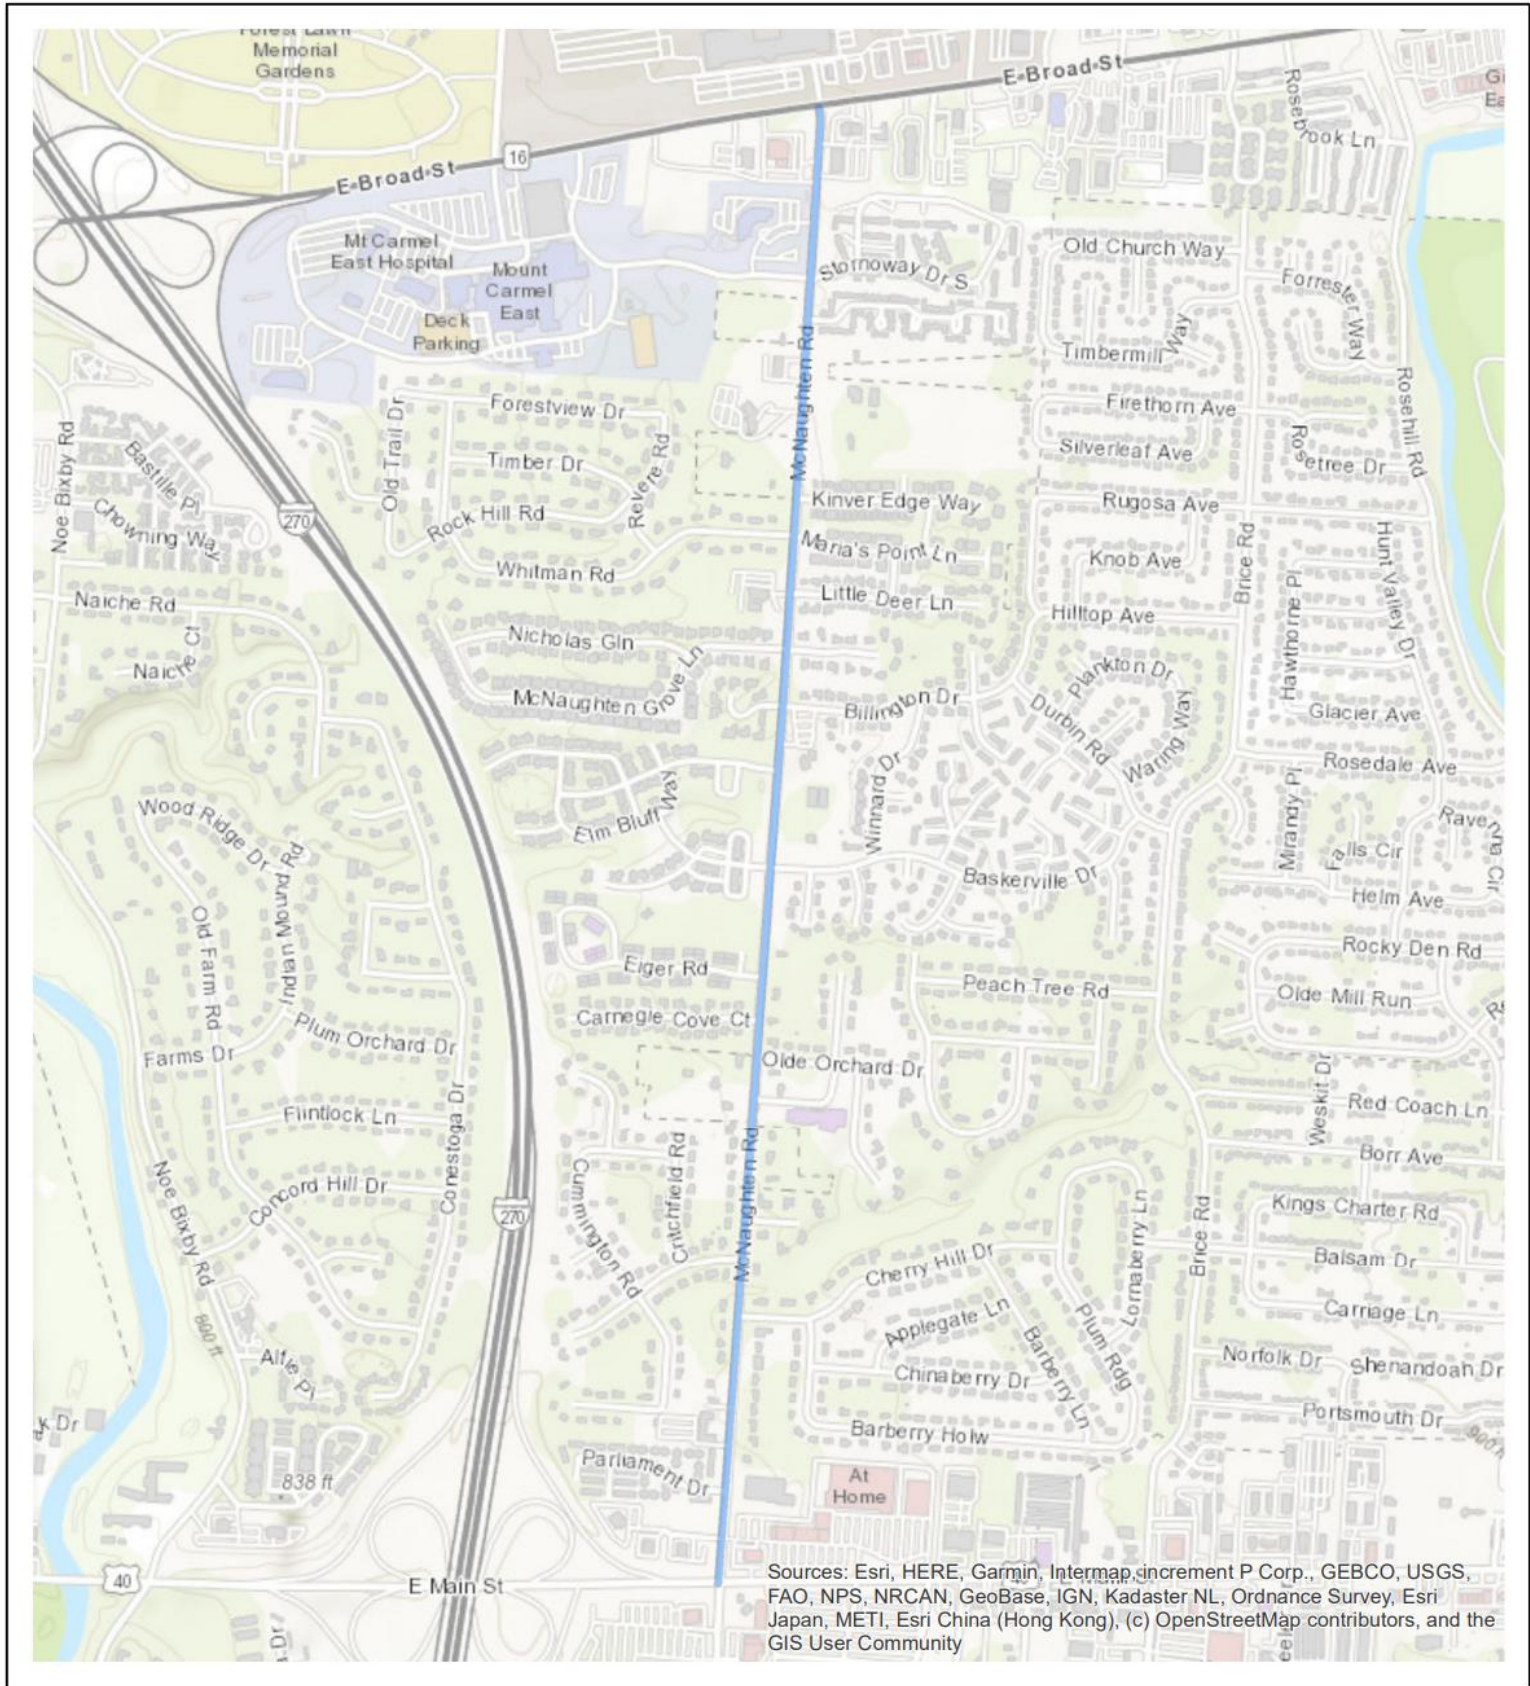 Forest Lawn
Memorial
Gardens
E Broad St
Rosebrook Ln
16
E Broad St
Mt Carmel
East Hospital
Mount
Carmel
East
Deck
Parking
Stornoway Dr S
Old Church Way
Forrester Way
Timbermill Way
McNaughten Rd
Rosehill Rd
Forestview Dr
Old Trail Dr
Timber Dr
Revere Rd
Rock Hill Rd
Whitman Rd
Firethorn Ave
Silverleaf Ave
Rosetree Dr
Rugosa Ave
Kinver Edge Way
Maria's Point Ln
Little Deer Ln
Knob Ave
Hilltop Ave
Brice Rd
Hawthorne Pl
Hunt Valley Dr
Noe Bixby Rd
Bastille Pl
Chowning Way
270
Naiche Rd
Naiche Ct
Nicholas Gln
McNaughten Grove Ln
Billington Dr
Plankton Dr
Durbin Rd
Waring Way
Glacier Ave
Rosedale Ave
Winnard Dr
Elm Bluff Way
Mirandy Pl
Falls Cir
Ravenna Cir
Wood Ridge Dr
Indian Mound Rd
Old Farm Rd
Baskerville Dr
Helm Ave
Rocky Den Rd
Eiger Rd
Peach Tree Rd
Olde Mill Run
Carnegie Cove Ct
Plum Orchard Dr
Farms Dr
Olde Orchard Dr
Weskit Dr
Red Coach Ln
Flintlock Ln
Conestoga Dr
Borr Ave
McNaughten Rd
Critchfield Rd
Cummington Rd
Noe Bixby Rd
Concord Hill Dr
270
Lornaberry Ln
Brice Rd
Kings Charter Rd
Cherry Hill Dr
Balsam Dr
Carriage Ln
Applegate Ln
Plum Rdg
800 ft
Alfie Pl
Barberry Ln
Norfolk Dr
Shenandoah Dr
Chinaberry Dr
Portsmouth Dr
Barberry Holw
900 ft
Parliament Dr
838 ft
At
Home
40
E Main St
Sources: Esri, HERE, Garmin, Intermap, increment P Corp., GEBCO, USGS,
FAO, NPS, NRCAN, GeoBase, IGN, Kadaster NL, Ordnance Survey, Esri
Japan, METI, Esri China (Hong Kong), (c) OpenStreetMap contributors, and the
GIS User Community